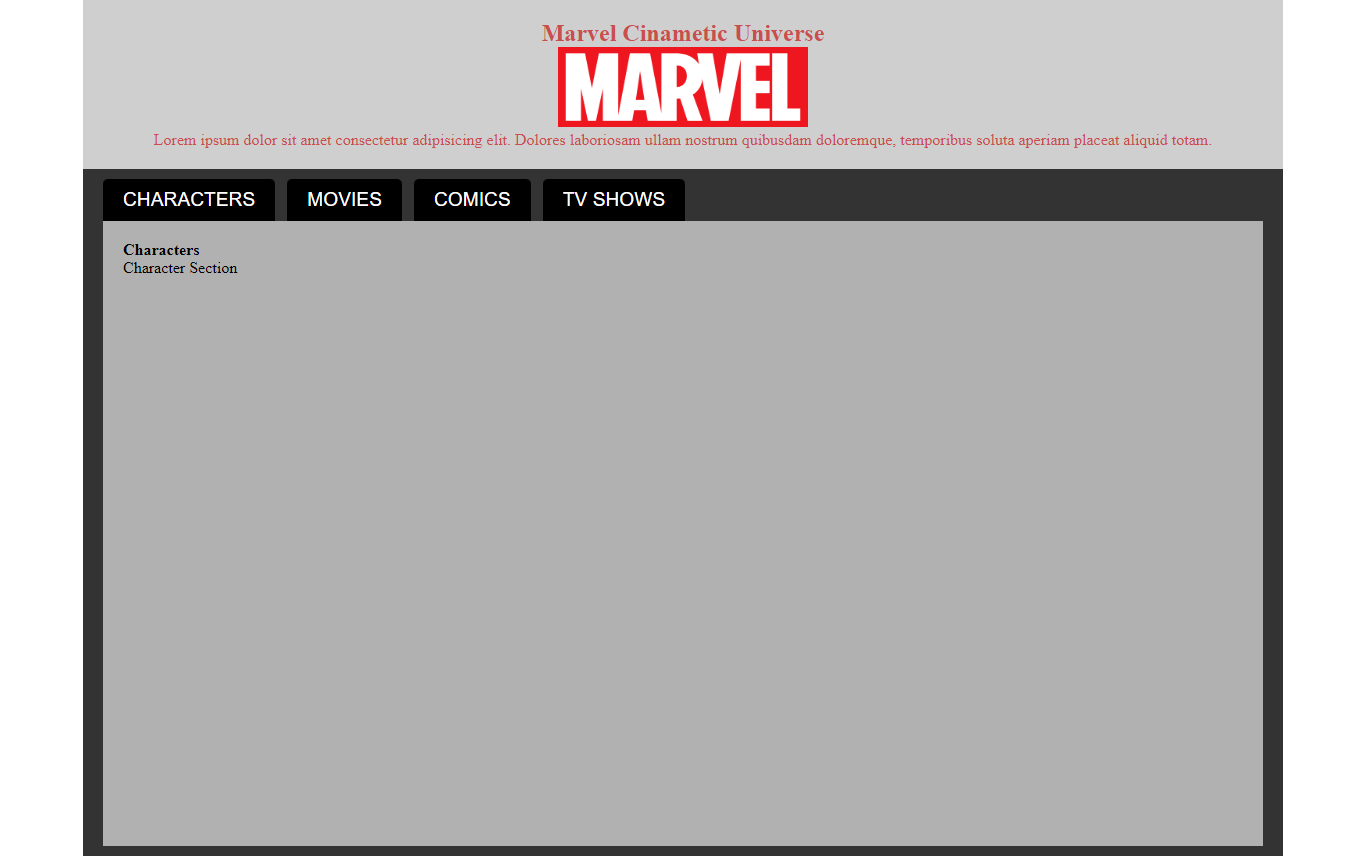 Marvel Cinametic Universe
MARVEL
Lorem ipsum dolor sit amet consectetur adipisicing elit. Dolores laboriosam ullam nostrum quibusdam doloremque, temporibus soluta aperiam placeat aliquid totam.
CHARACTERS MOVIES COMICS TV SHOWS
Characters
Character Section